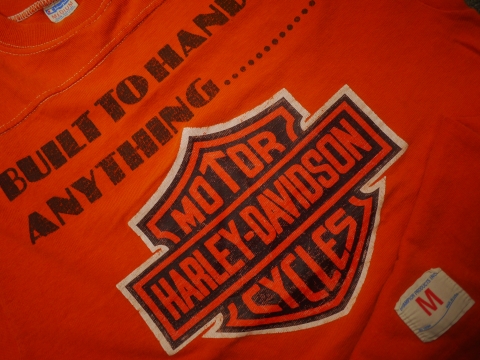 BUILT TO HAND
ANYTHING............
MOTOR
HARLEY-DAVIDSON
CYCLES
M